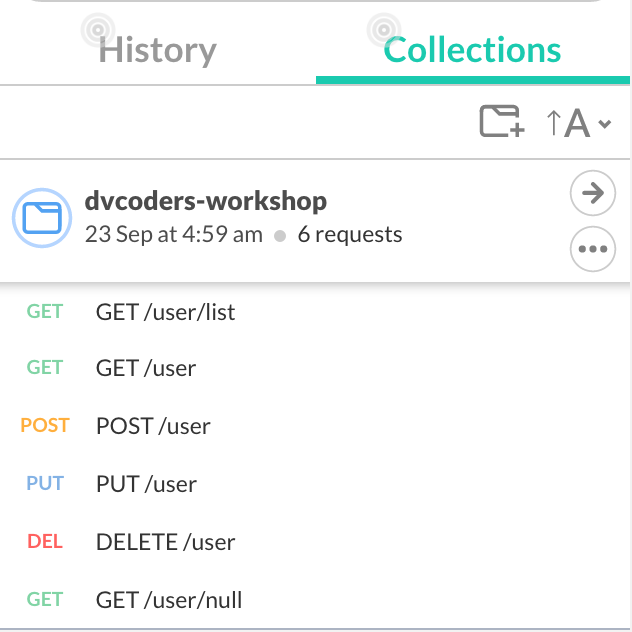 History Collections
A
dvcoders-workshop
23 Sep at 4:59 am 6 requests
GET GET /user/list
GET GET /user
POST POST /user
PUT PUT /user
DEL DELETE /user
GET GET /user/null